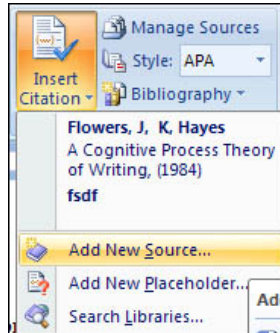 Manage Sources
Style: APA
Insert
Citation
Bibliography
Flowers, J, K, Hayes
A Cognitive Process Theory
of Writing, (1984)
fsdf
Add New Source...
Add New Placeholder...
Ad
Search Libraries...